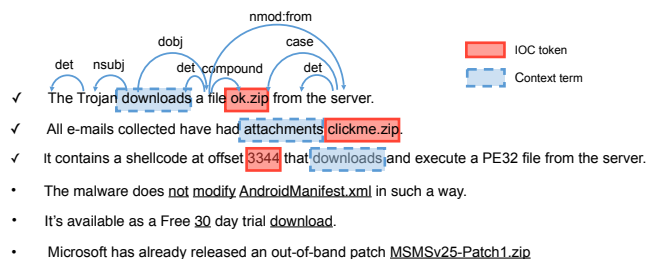 nmod:from
dobj
case
det nsubj det compound det
IOC token
Context term
✓ The Trojan downloads a file ok.zip from the server.
✓ All e-mails collected have had attachments clickme.zip.
✓ It contains a shellcode at offset 3344 that downloads and execute a PE32 file from the server.
• The malware does not modify AndroidManifest.xml in such a way.
• It’s available as a Free 30 day trial download.
• Microsoft has already released an out-of-band patch MSMSv25-Patch1.zip